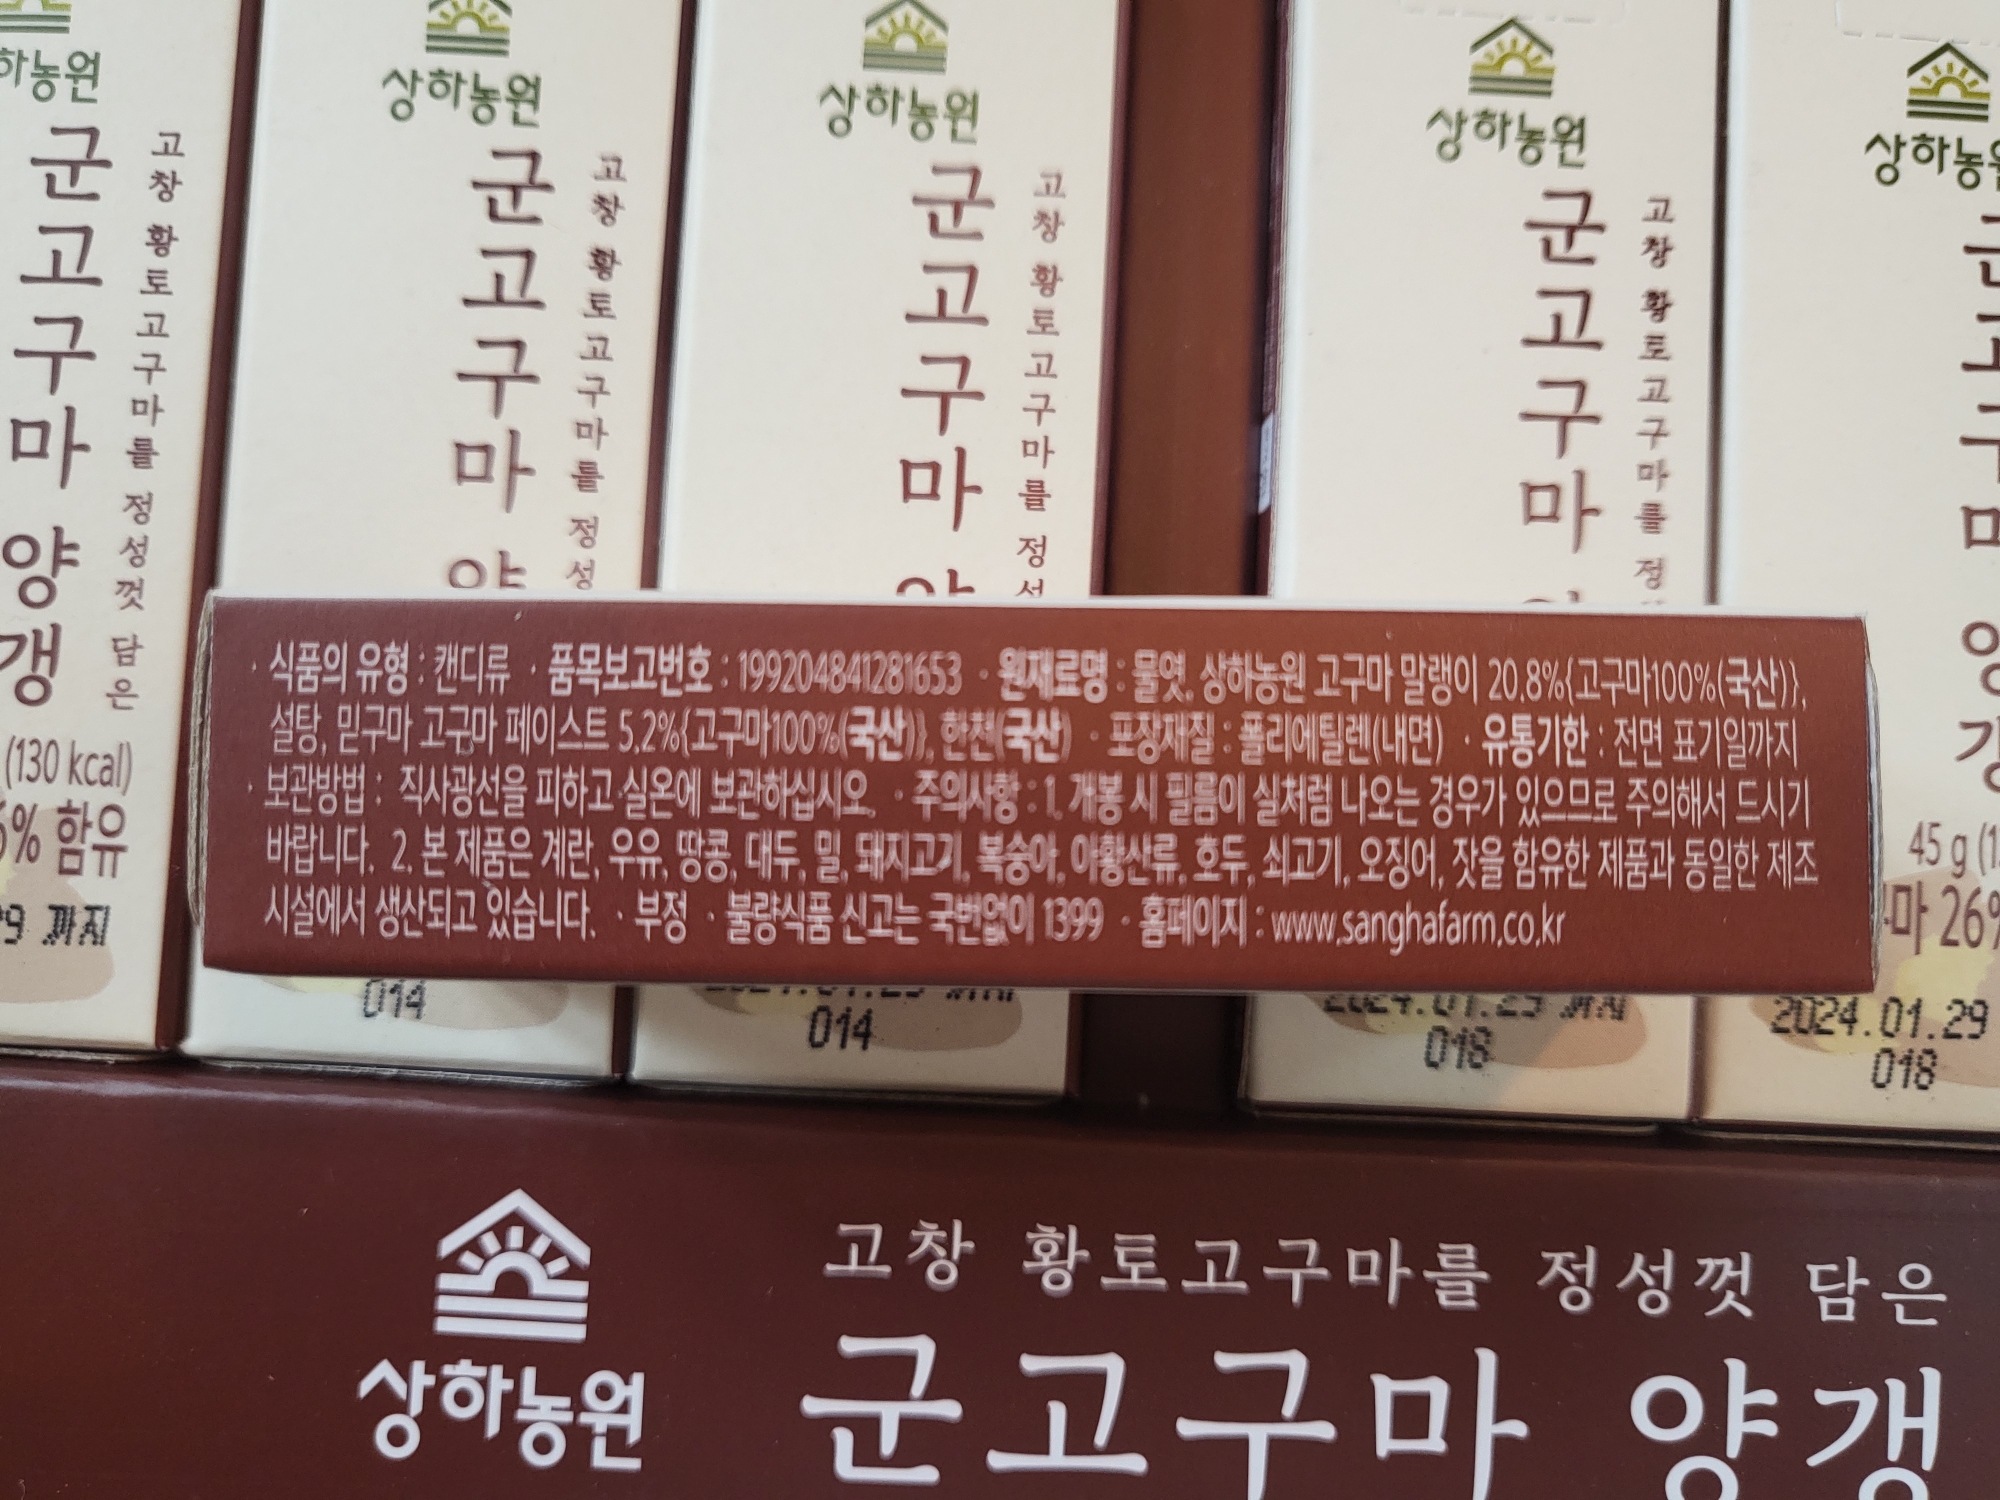 하농원
군고구마 양갱
고창 황토고구마를 정성껏 담은
(130 kcal)
6% 함유
29 까지
상하농원
군고구마
고창 황토고구마를 정성
014
상하농원
군고구마
고창 황토고구마를 정
014
상하농원
군고구마
고창 황토고구마를 정
2024.01.29 까지
018
상하농
45 g
마 26%
2024.01.29
018
· 식품의 유형 : 캔디류 · 품목보고번호 : 199204841281653 · 원재료명 : 물엿, 상하농원 고구마 말랭이 20.8%{고구마100%(국산)},
설탕, 밑구마 고구마 페이스트 5.2%{고구마100%(국산)}, 한천(국산) · 포장재질 : 폴리에틸렌(내면) · 유통기한 : 전면 표기일까지
· 보관방법 : 직사광선을 피하고 실온에 보관하십시오. · 주의사항 : 1. 개봉 시 필름이 실처럼 나오는 경우가 있으므로 주의해서 드시기
바랍니다. 2. 본 제품은 계란, 우유, 땅콩, 대두, 밀, 돼지고기, 복숭아, 아황산류, 호두, 쇠고기, 오징어, 잣을 함유한 제품과 동일한 제조
시설에서 생산되고 있습니다. · 부정 · 불량식품 신고는 국번없이 1399 · 홈페이지 : www.sanghafarm.co.kr
상하농원
고창 황토고구마를 정성껏 담은
군고구마 양갱